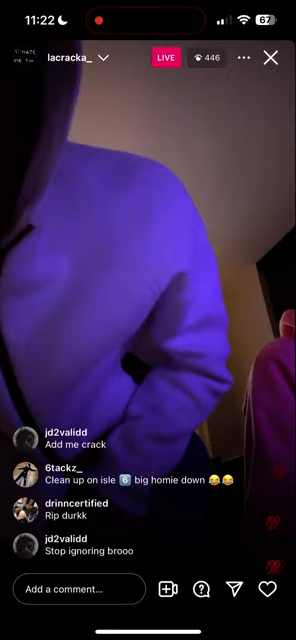 11:22
67
lacracka_
LIVE
446
jd2validd
Add me crack
6tackz_
Clean up on isle 6️⃣ big homie down 😂😂
drinncertified
Rip durkk
jd2validd
Stop ignoring brooo
💯
💯
Add a comment...